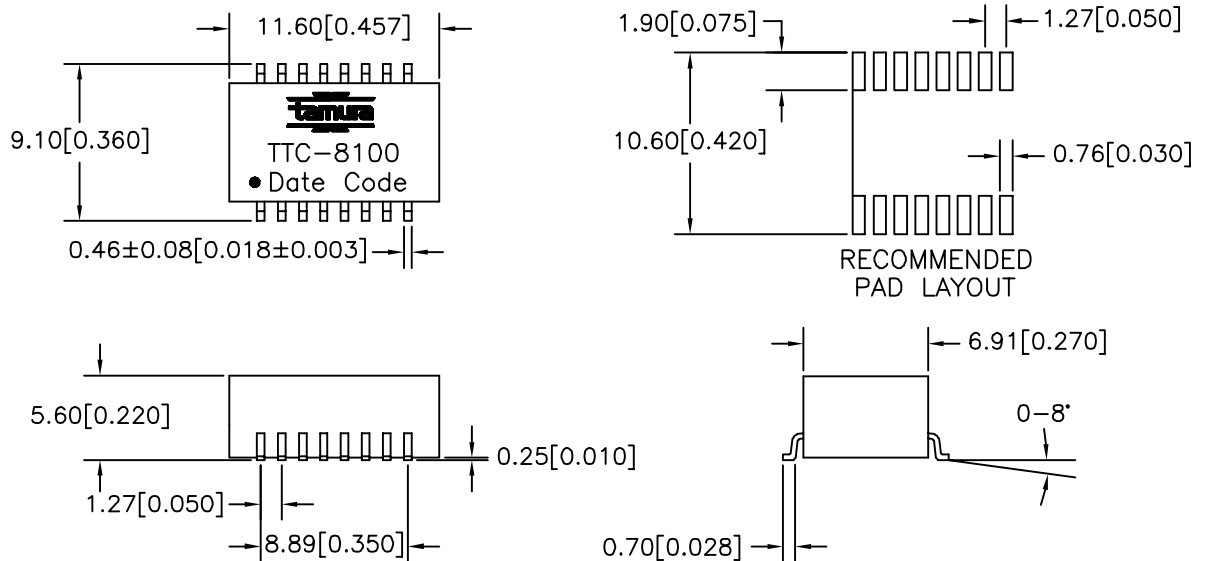 11.60[0.457]
9.10[0.360]
tamura
TTC-8100
Date Code
0.46±0.08[0.018±0.003]
1.90[0.075]
1.27[0.050]
10.60[0.420]
0.76[0.030]
RECOMMENDED
PAD LAYOUT
5.60[0.220]
0.25[0.010]
1.27[0.050]
8.89[0.350]
6.91[0.270]
0-8°
0.70[0.028]